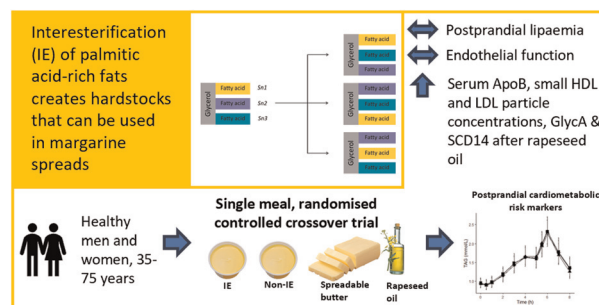 Interesterification
(IE) of palmitic
acid-rich fats
creates hardstocks
that can be used
in margarine
spreads
Glycerol
Fatty acid
Sn1
Fatty acid
Sn2
Fatty acid
Sn3
Glycerol
Fatty acid
Fatty acid
Fatty acid
Glycerol
Fatty acid
Fatty acid
Fatty acid
Glycerol
Fatty acid
Fatty acid
Fatty acid
Postprandial lipaemia
Endothelial function
Serum ApoB, small HDL
and LDL particle
concentrations, GlycA &
SCD14 after rapeseed
oil
Healthy
men and
women, 35-
75 years
Single meal, randomised
controlled crossover trial
IE
Non-IE
Spreadable
butter
Rapeseed
oil
Postprandial cardiometabolic
risk markers
TAG (mmol/L)
Time (h)